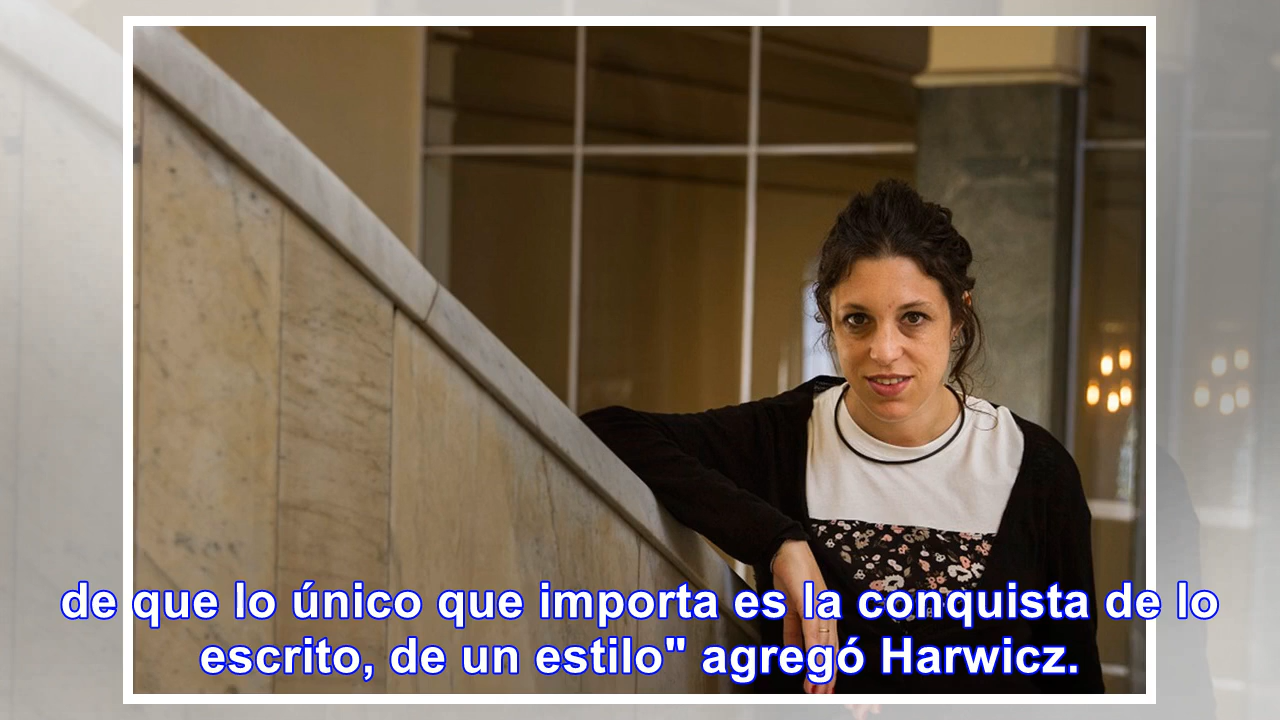 de que lo único que importa es la conquista de lo
escrito, de un estilo" agregó Harwicz.